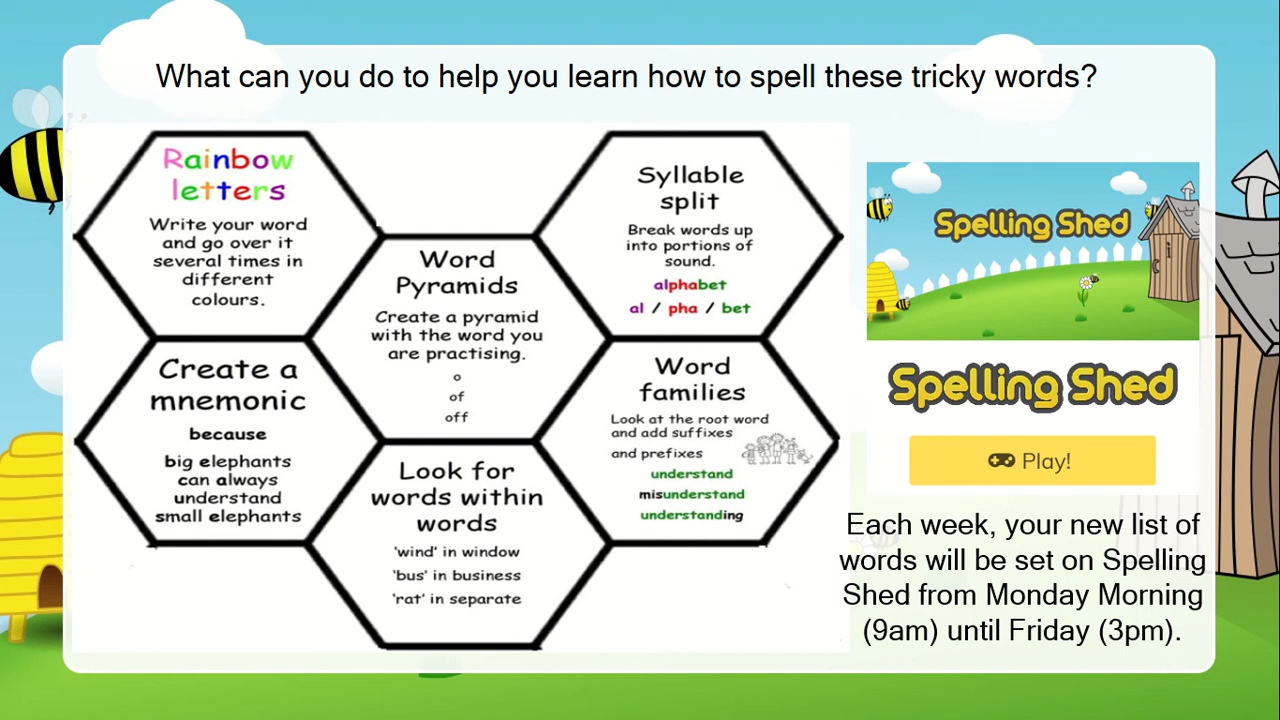 What can you do to help you learn how to spell these tricky words?
Rainbow
letters
Write your word
and go over it
several times in
different
colours.
Word
Pyramids
Create a pyramid
with the word you
are practising.
o
of
off
Syllable
split
Break words up
into portions of
sound.
alphabet
al / pha / bet
Create a
mnemonic
because
big elephants
can always
understand
small elephants
Look for
words within
words
'wind' in window
'bus' in business
'rat' in separate
Word
families
Look at the root word
and add suffixes
and prefixes
understand
misunderstand
understanding
Spelling Shed
Spelling Shed
Play!
Each week, your new list of
words will be set on Spelling
Shed from Monday Morning
(9am) until Friday (3pm).